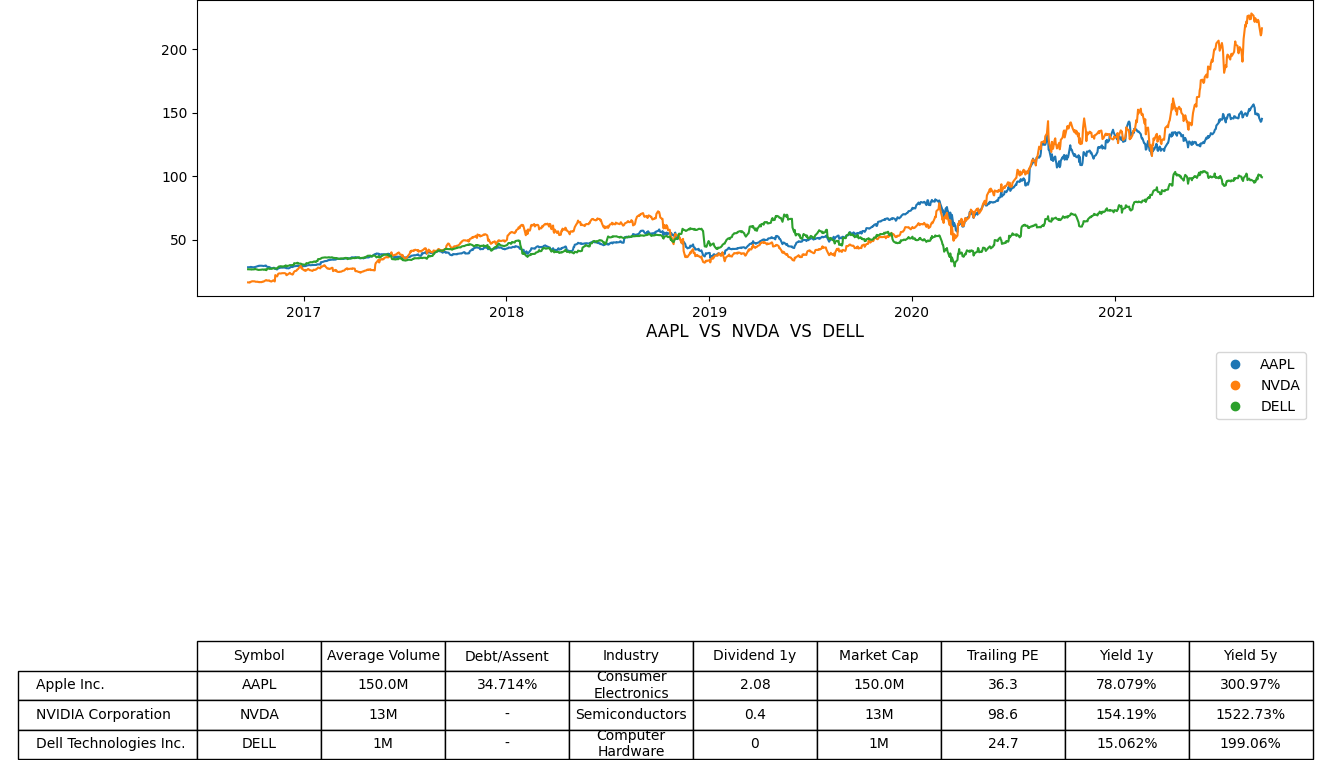 200
150
100
50
2017 2018 2019 2020 2021
AAPL VS NVDA VS DELL
AAPL
NVDA
DELL
Symbol Average Volume Debt/Assent Industry Dividend 1y Market Cap Trailing PE Yield 1y Yield 5y
Apple Inc. AAPL 150.0M 34.714% Consumer Electronics 2.08 150.0M 36.3 78.079% 300.97%
NVIDIA Corporation NVDA 13M - Semiconductors 0.4 13M 98.6 154.19% 1522.73%
Dell Technologies Inc. DELL 1M - Computer Hardware 0 1M 24.7 15.062% 199.06%